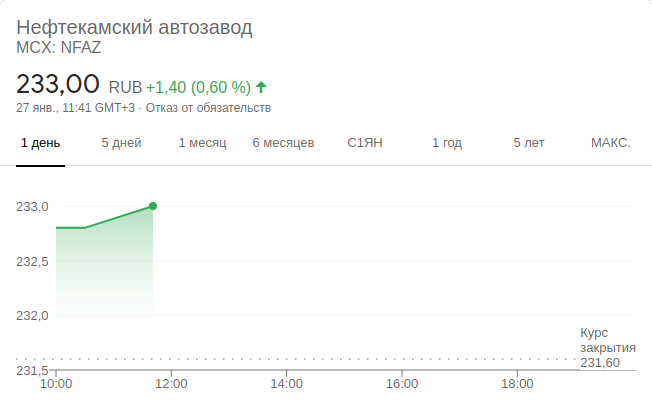 Нефтекамский автозавод
MCX: NFAZ
233,00 RUB +1,40 (0,60 %) ↑
27 янв., 11:41 GMT+3 · Отказ от обязательств
1 день 5 дней 1 месяц 6 месяцев С1ЯН 1 год 5 лет МАКС.
233,0
232,5
232,0
Курс
закрытия
231,60
231,5
10:00 12:00 14:00 16:00 18:00